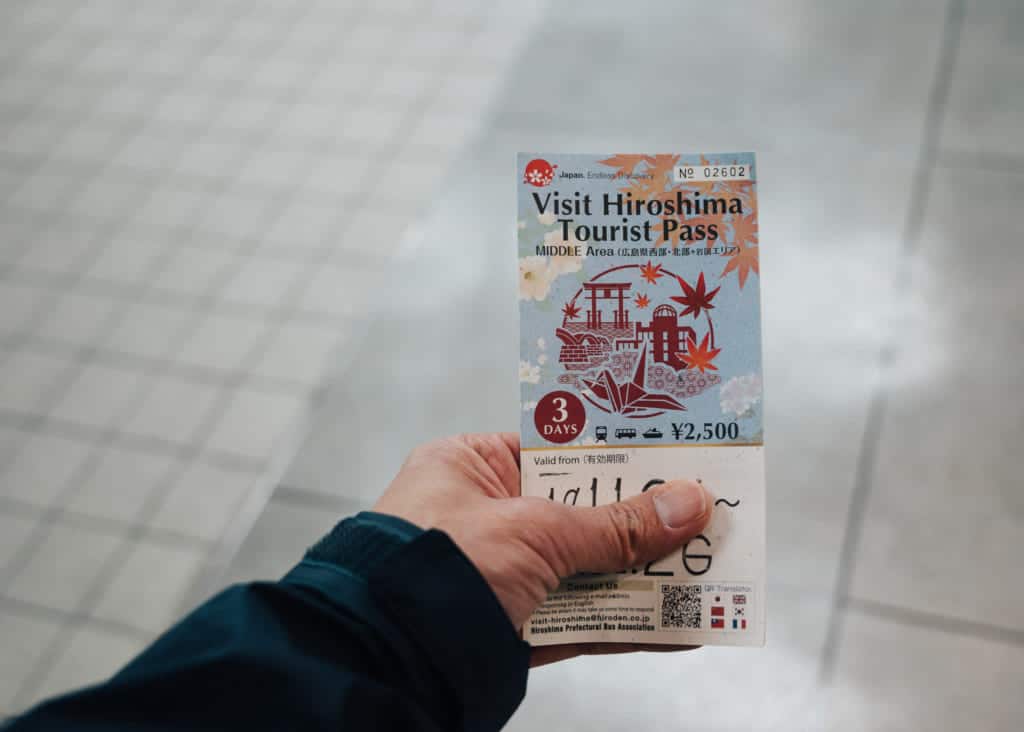 Japan. Endless Discovery
№ 02602
Visit Hiroshima
Tourist Pass
MIDDLE Area (広島県西部・北部+岩国エリア)
3
DAYS
¥2,500
Valid from (有効期限)
～
26
Contact Us
visit-hiroshima@hiroden.co.jp
Hiroshima Prefectural Bus Association
QR Translator